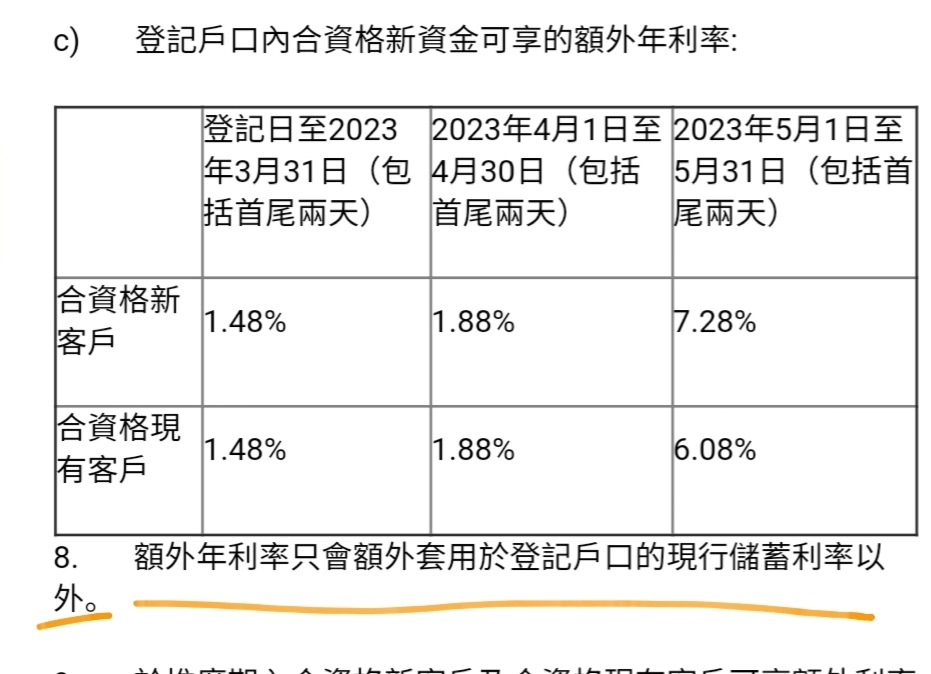 c) 登記戶口內合資格新資金可享的額外年利率:
登記日至2023 2023年4月1日至 2023年5月1日至
年3月31日（包 4月30日（包括 5月31日（包括首
括首尾兩天） 首尾兩天） 尾兩天）
合資格新
客戶 1.48% 1.88% 7.28%
合資格現
有客戶 1.48% 1.88% 6.08%
8. 額外年利率只會額外套用於登記戶口的現行儲蓄利率以
外。